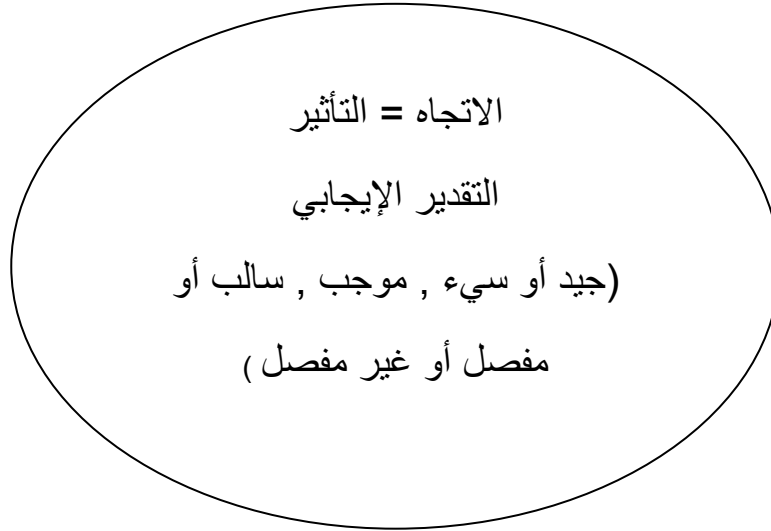 الاتجاه = التأثير
التقدير الإيجابي
(جيد أو سيء , موجب , سالب أو
مفصل أو غير مفصل )